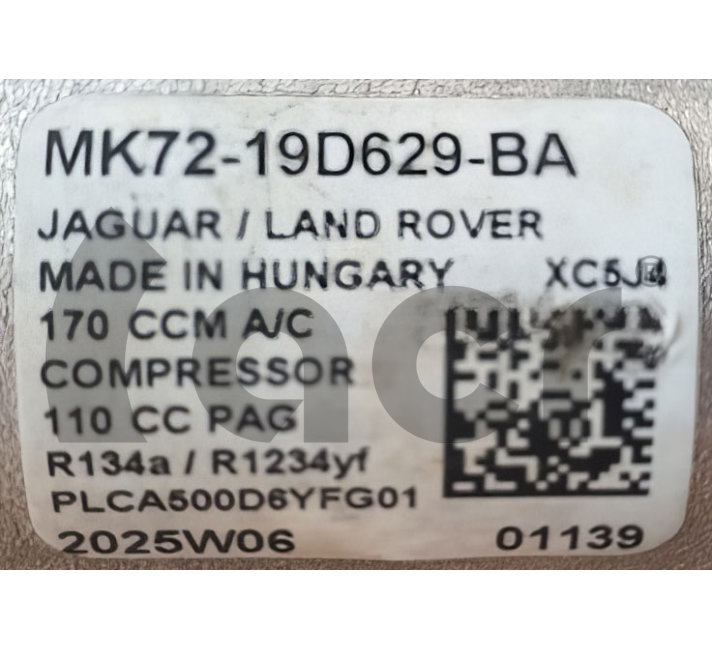 MK72-19D629-BA
JAGUAR / LAND ROVER
MADE IN HUNGARY
170 CCM A/C
COMPRESSOR
110 CC PAG
R134a / R1234yf
PLCA500D6YFG01
2025W06 01139
acr